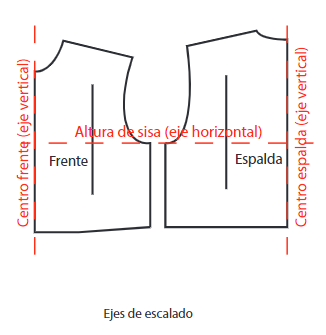 Centro frente (eje vertical)
Altura de sisa (eje horizontal)
Centro espalda (eje vertical)
Frente
Espalda
Ejes de escalado